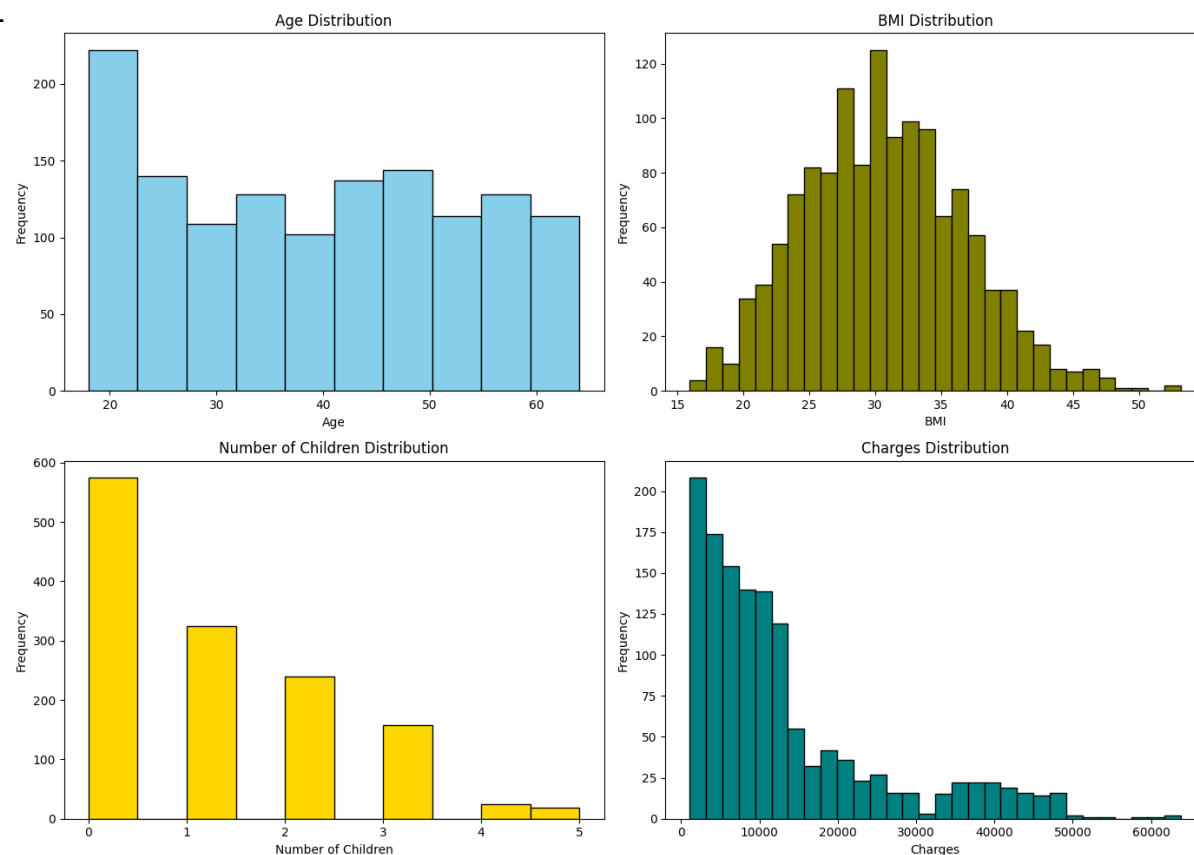 Age Distribution
Frequency
200
150
100
50
0
20 30 40 50 60
Age
BMI Distribution
Frequency
120
100
80
60
40
20
0
15 20 25 30 35 40 45 50
BMI
Number of Children Distribution
Frequency
600
500
400
300
200
100
0
0 1 2 3 4 5
Number of Children
Charges Distribution
Frequency
200
175
150
125
100
75
50
25
0
0 10000 20000 30000 40000 50000 60000
Charges